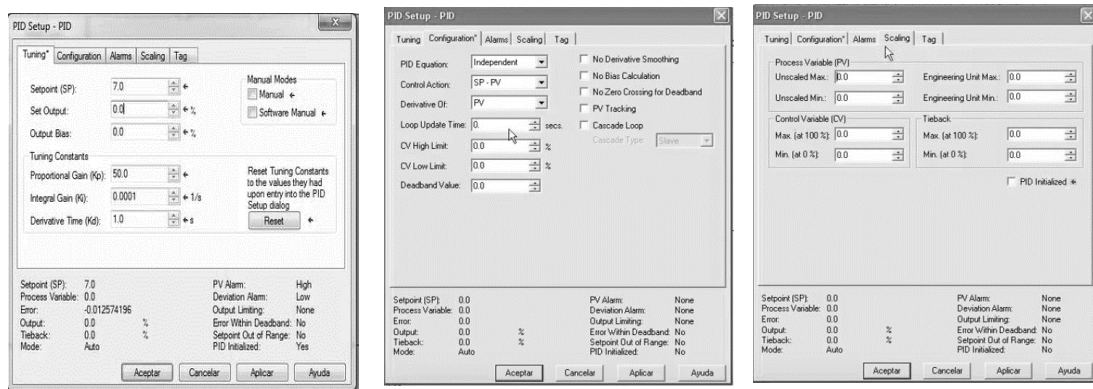 PID Setup - PID
Tuning* Configuration Alarms Scaling Tag
Setpoint (SP): 7.0
Set Output: 0.0 %
Output Bias: 0.0 %
Manual Modes
Manual
Software Manual
Tuning Constants
Proportional Gain (Kp): 50.0
Integral Gain (Ki): 0.0001 1/s
Derivative Time (Kd): 1.0 s
Reset Tuning Constants
to the values they had
upon entry into the PID
Setup dialog
Reset
Setpoint (SP): 7.0
Process Variable: 0.0
Error: -0.012574196
Output: 0.0 %
Tieback: 0.0 %
Mode: Auto
PV Alarm: High
Deviation Alarm: Low
Output Limiting: None
Error Within Deadband: No
Setpoint Out of Range: No
PID Initialized: Yes
Aceptar Cancelar Aplicar Ayuda
PID Setup - PID
Tuning Configuration* Alarms Scaling Tag
PID Equation: Independent
Control Action: SP - PV
Derivative Of: PV
Loop Update Time: 0. secs.
CV High Limit: 0.0 %
CV Low Limit: 0.0 %
Deadband Value: 0.0
No Derivative Smoothing
No Bias Calculation
No Zero Crossing for Deadband
PV Tracking
Cascade Loop
Cascade Type: Slave
Setpoint (SP): 0.0
Process Variable: 0.0
Error: 0.0
Output: 0.0 %
Tieback: 0.0 %
Mode: Auto
PV Alarm: None
Deviation Alarm: None
Output Limiting: None
Error Within Deadband: No
Setpoint Out of Range: No
PID Initialized: No
Aceptar Cancelar Aplicar Ayuda
PID Setup - PID
Tuning Configuration* Alarms Scaling Tag
Process Variable (PV)
Unscaled Max.: 0.0
Engineering Unit Max.: 0.0
Unscaled Min.: 0.0
Engineering Unit Min.: 0.0
Control Variable (CV)
Max. (at 100 %): 0.0
Min. (at 0 %): 0.0
Tieback
Max. (at 100 %): 0.0
Min. (at 0 %): 0.0
PID Initialized
Setpoint (SP): 0.0
Process Variable: 0.0
Error: 0.0
Output: 0.0 %
Tieback: 0.0 %
Mode: Auto
PV Alarm: None
Deviation Alarm: None
Output Limiting: None
Error Within Deadband: No
Setpoint Out of Range: No
PID Initialized: No
Aceptar Cancelar Aplicar Ayuda